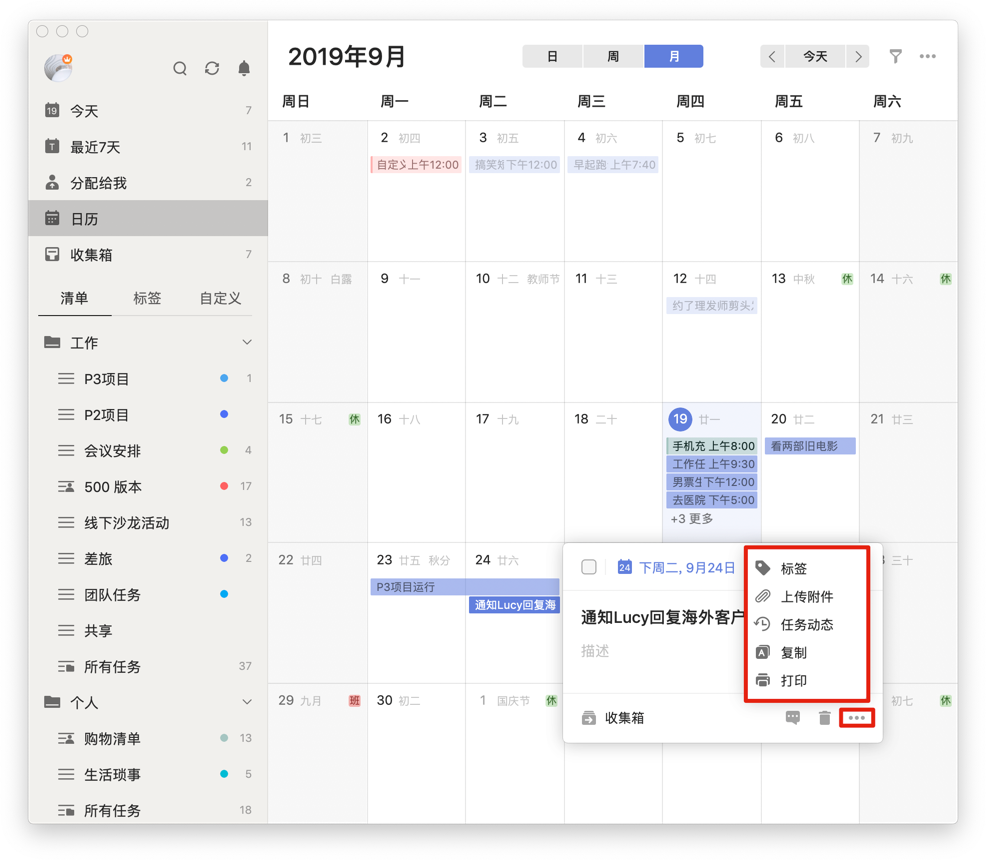 2019年9月
日 周 月
今天
周日 周一 周二 周三 周四 周五 周六
19 今天 7
T 最近7天 11
分配给我 2
日历
收集箱 7
清单 标签 自定义
工作
P3项目 1
P2项目
会议安排 4
500 版本 17
线下沙龙活动 13
差旅 2
团队任务
共享
所有任务 37
个人
购物清单 13
生活琐事 5
所有任务 18
1 初三
2 初四
自定义上午12:00
3 初五
搞笑短下午12:00
4 初六
早起跑 上午7:40
5 初七
6 初八
7 初九
8 初十 白露
9 十一
10 十二 教师节
11 十三
12 十四
约了理发师剪头
13 中秋 休
14 十六 休
15 十七 休
16 十八
17 十九
18 二十
19 廿一
手机充 上午8:00
工作任 上午9:30
男票生下午12:00
去医院 下午5:00
+3 更多
20 廿二
看两部旧电影
21 廿三
22 廿四
23 廿五 秋分
P3项目运行
24 廿六
通知Lucy回复海
三十
29 九月 班
30 初二
1 国庆节 休
初七 休
24 下周二, 9月24日
通知Lucy回复海外客户
描述
收集箱
标签
上传附件
任务动态
A 复制
打印